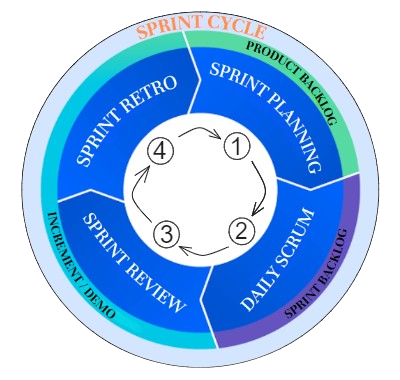 SPRINT CYCLE
PRODUCT BACKLOG
SPRINT PLANNING
SPRINT RETRO
4
1
3
2
SPRINT REVIEW
DAILY SCRUM
INCREMENT / DEMO
SPRINT BACKLOG